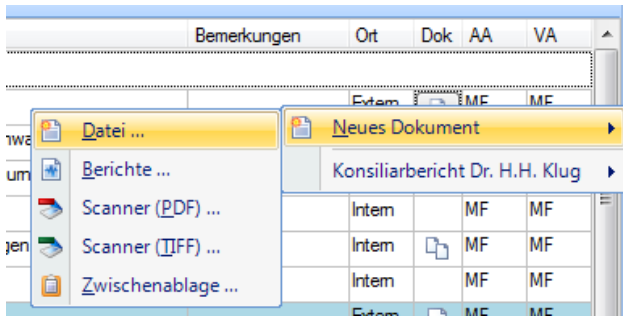 Bemerkungen Ort Dok AA VA
Extern MF MF
Datei ... Neues Dokument
Berichte ... Konsiliarbericht Dr. H.H. Klug
Scanner (PDF) ... Intern MF MF
Scanner (TIFF) ... Intern MF MF
Zwischenablage ... Intern MF MF
Extern MF MF